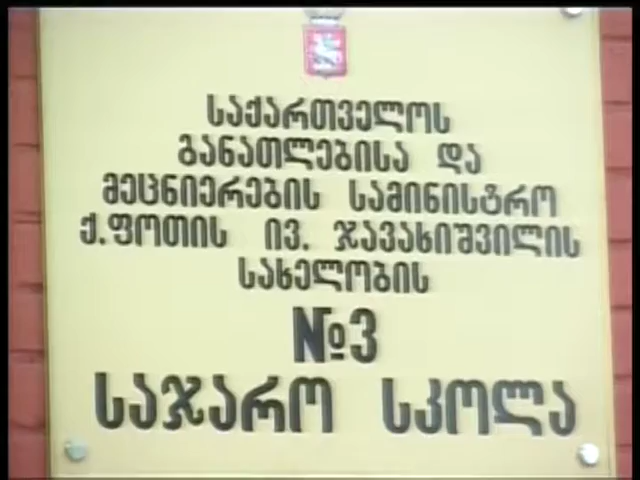 საქართველოს
განათლებისა და
მეცნიერების სამინისტრო
ქ.ფოთის ივ. ჯავახიშვილის
სახელობის
№3
საჯარო სკოლა